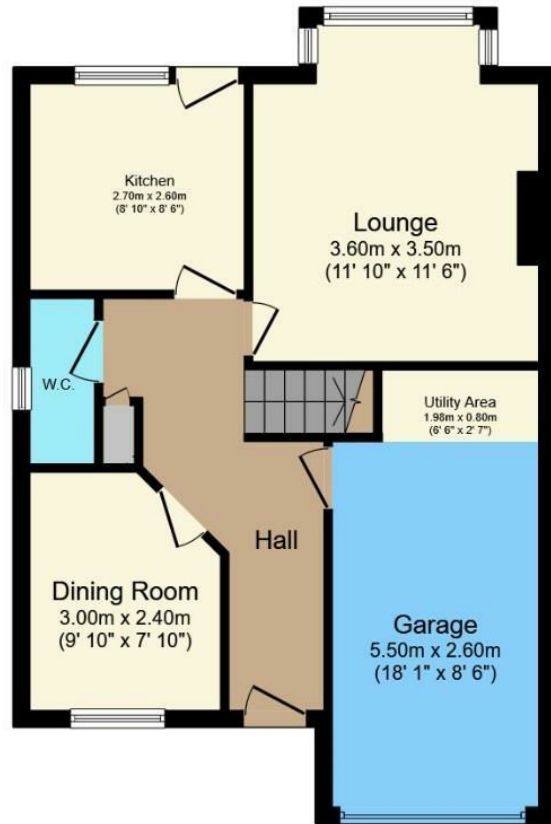 Kitchen
2.70m x 2.60m
(8' 10" x 8' 6")
Lounge
3.60m x 3.50m
(11' 10" x 11' 6")
W.C.
Utility Area
1.98m x 0.80m
(6' 6" x 2' 7")
Hall
Dining Room
3.00m x 2.40m
(9' 10" x 7' 10")
Garage
5.50m x 2.60m
(18' 1" x 8' 6")